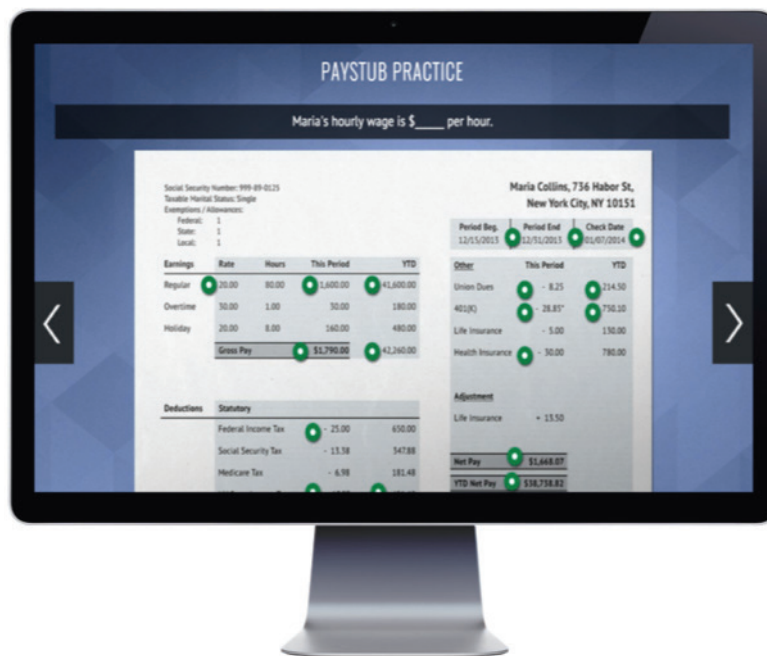 PAYSTUB PRACTICE
Maria's hourly wage is $_____ per hour.
Social Security Number: 999-89-0125
Taxable Marital Status: Single
Exemptions / Allowances:
Federal: 1
State: 1
Local: 1
Maria Collins, 736 Habor St,
New York City, NY 10151
Period Beg. Period End Check Date
12/15/2013 12/31/2013 01/07/2014
Earnings Rate Hours This Period YTD
Regular 20.00 80.00 1,600.00 41,600.00
Overtime 30.00 1.00 30.00 180.00
Holiday 20.00 8.00 160.00 480.00
Gross Pay $1,790.00 42,260.00
Other This Period YTD
Union Dues - 8.25 214.50
401(K) - 28.85* 750.10
Life Insurance - 5.00 130.00
Health Insurance - 30.00 780.00
Adjustment
Life Insurance + 13.50
Net Pay $1,668.07
YTD Net Pay $38,758.82
Deductions Statutory
Federal Income Tax - 25.00 650.00
Social Security Tax - 13.38 347.88
Medicare Tax - 6.98 181.48